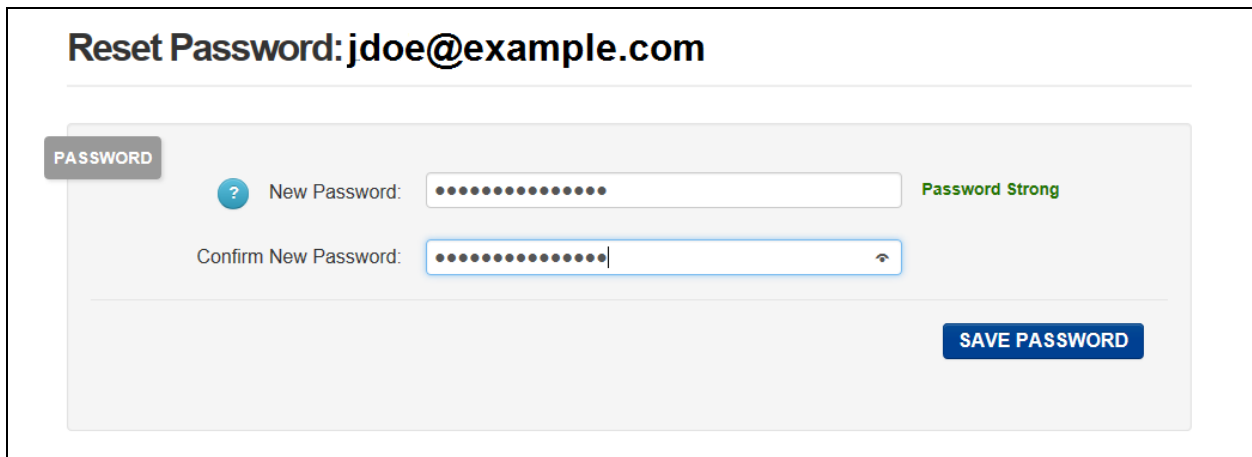 Reset Password: jdoe@example.com
PASSWORD
? New Password: ●●●●●●●●●●●●●●● Password Strong
Confirm New Password: ●●●●●●●●●●●●●●●
SAVE PASSWORD